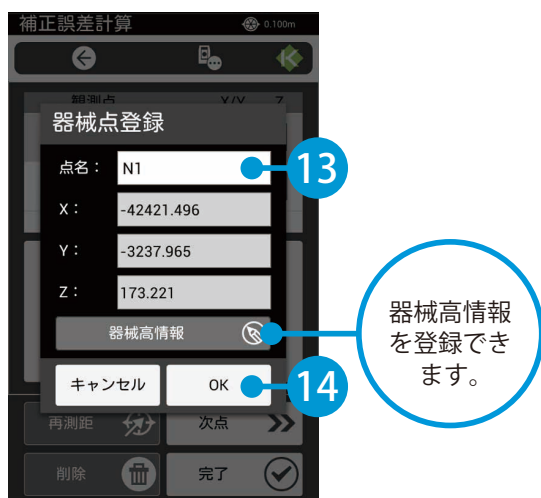 補正誤差計算 0.100m
観測点 X/Y Z
器械点登録
点名： N1 13
X： -42421.496
Y： -3237.965
Z： 173.221
器械高情報
器械高情報
を登録でき
ます。
キャンセル OK 14
再測距 次点
削除 完了